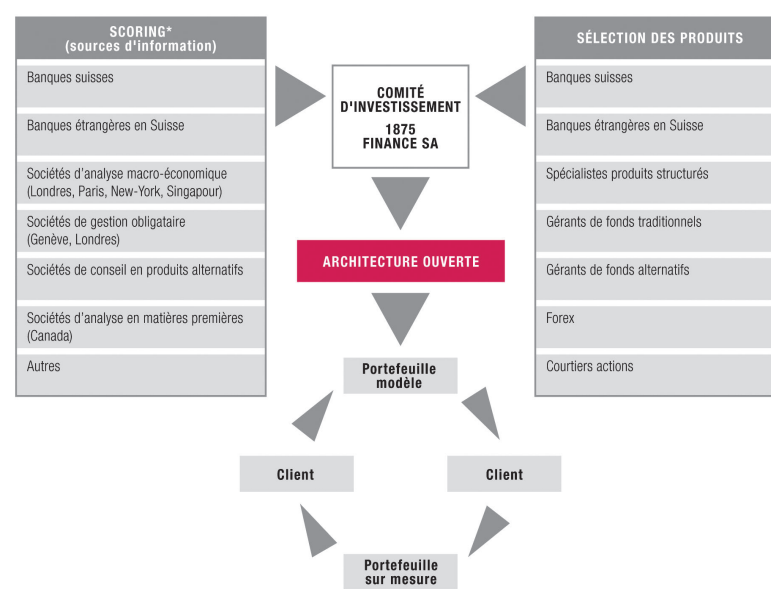 SCORING*
(sources d'information)
Banques suisses
Banques étrangères en Suisse
Sociétés d'analyse macro-économique
(Londres, Paris, New-York, Singapour)
Sociétés de gestion obligataire
(Genève, Londres)
Sociétés de conseil en produits alternatifs
Sociétés d'analyse en matières premières
(Canada)
Autres
COMITÉ
D'INVESTISSEMENT
1875
FINANCE SA
ARCHITECTURE OUVERTE
Portefeuille
modèle
Client
Client
Portefeuille
sur mesure
SÉLECTION DES PRODUITS
Banques suisses
Banques étrangères en Suisse
Spécialistes produits structurés
Gérants de fonds traditionnels
Gérants de fonds alternatifs
Forex
Courtiers actions